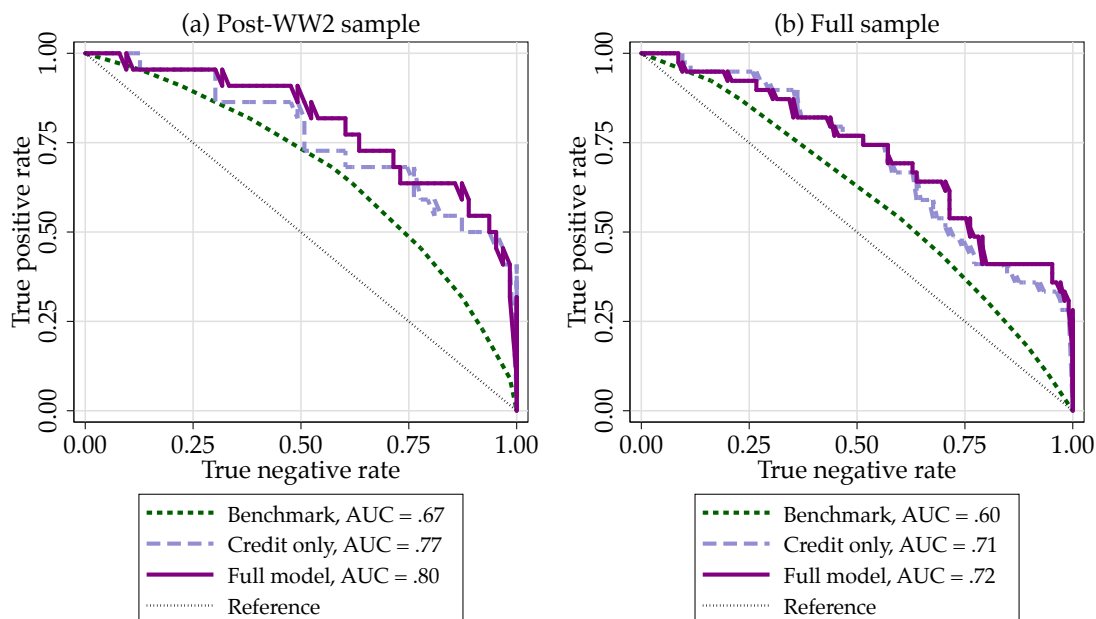 (a) Post-WW2 sample
True positive rate
1.00
0.75
0.50
0.25
0.00
0.00 0.25 0.50 0.75 1.00
True negative rate
Benchmark, AUC = .67
Credit only, AUC = .77
Full model, AUC = .80
Reference
(b) Full sample
True positive rate
1.00
0.75
0.50
0.25
0.00
0.00 0.25 0.50 0.75 1.00
True negative rate
Benchmark, AUC = .60
Credit only, AUC = .71
Full model, AUC = .72
Reference